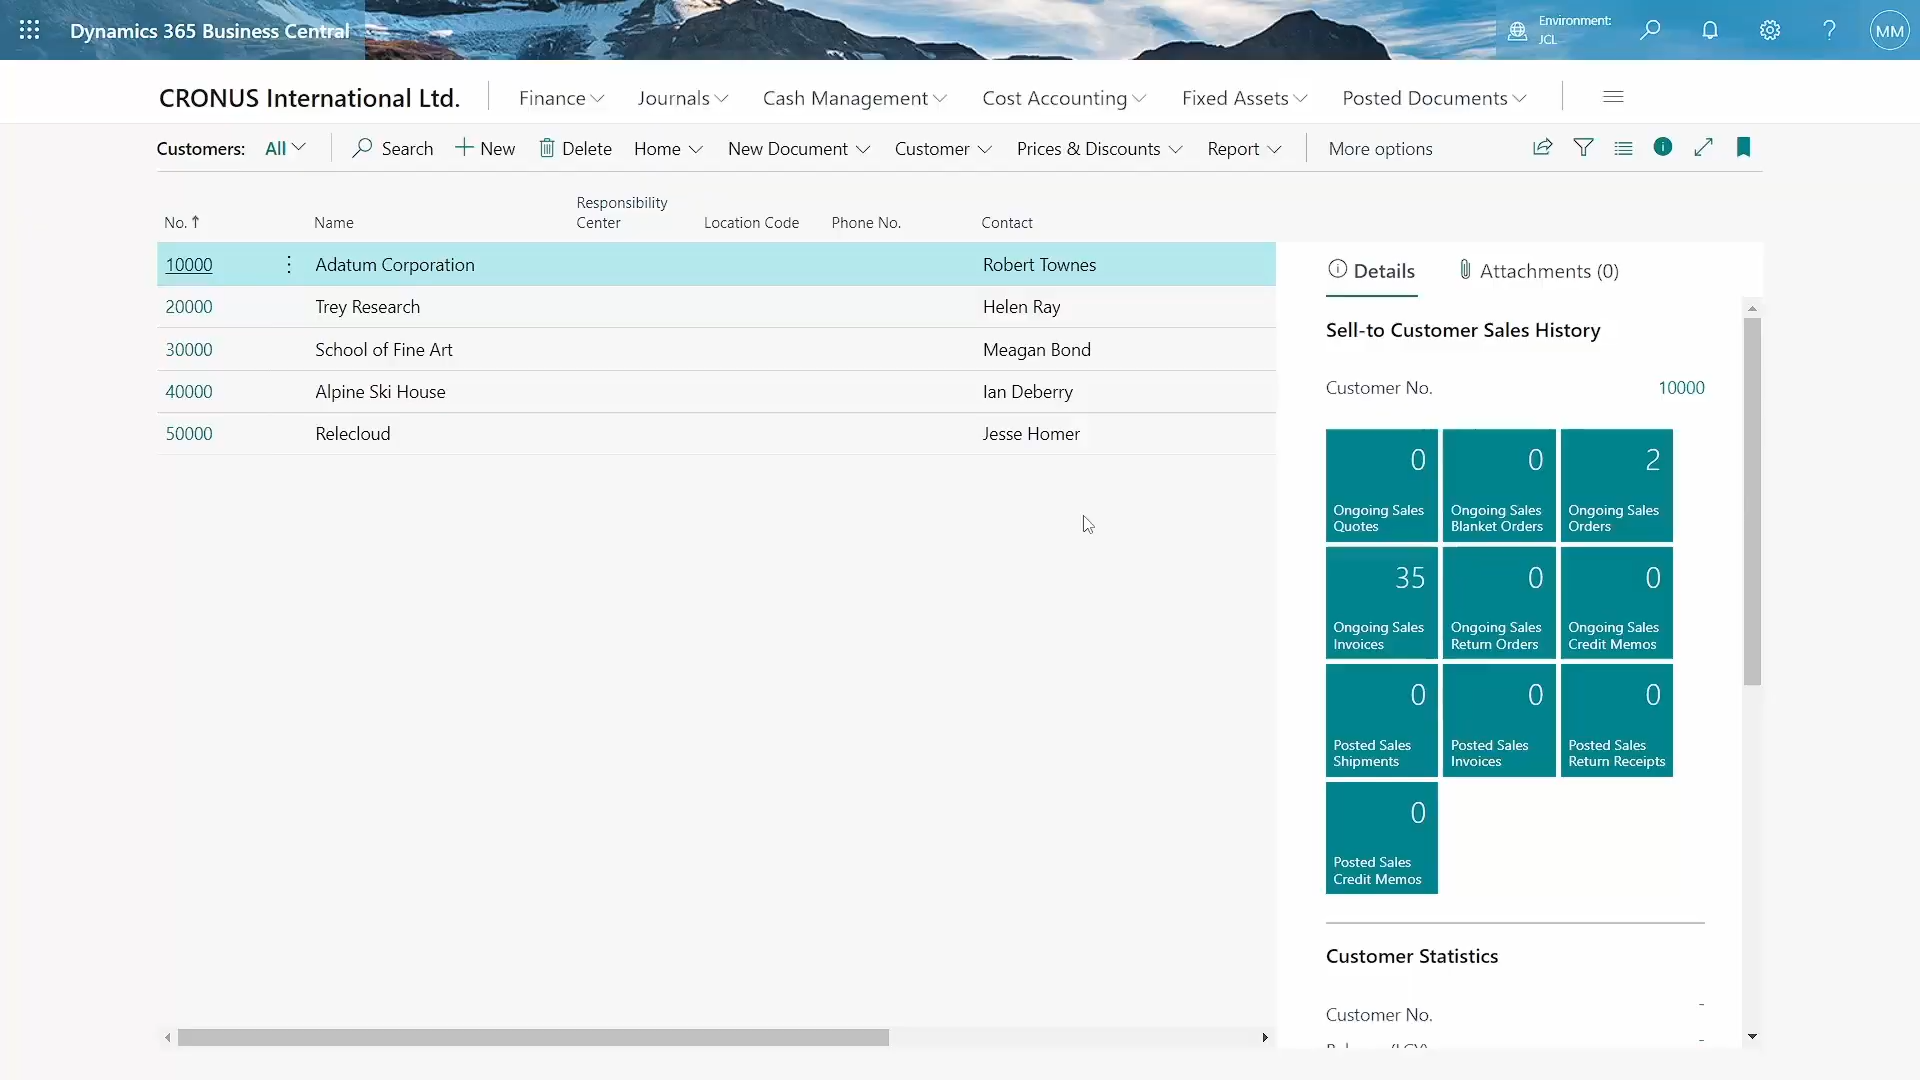 Dynamics 365 Business Central
Environment:
JCL
?
MM
CRONUS International Ltd.
Finance
Journals
Cash Management
Cost Accounting
Fixed Assets
Posted Documents
Customers: All
Search
New
Delete
Home
New Document
Customer
Prices & Discounts
Report
More options
No. ↑
Name
Responsibility
Center
Location Code
Phone No.
Contact
10000 Adatum Corporation Robert Townes
20000 Trey Research Helen Ray
30000 School of Fine Art Meagan Bond
40000 Alpine Ski House Ian Deberry
50000 Relecloud Jesse Homer
Details
Attachments (0)
Sell-to Customer Sales History
Customer No. 10000
0
Ongoing Sales
Quotes
0
Ongoing Sales
Blanket Orders
2
Ongoing Sales
Orders
35
Ongoing Sales
Invoices
0
Ongoing Sales
Return Orders
0
Ongoing Sales
Credit Memos
0
Posted Sales
Shipments
0
Posted Sales
Invoices
0
Posted Sales
Return Receipts
0
Posted Sales
Credit Memos
Customer Statistics
Customer No. -